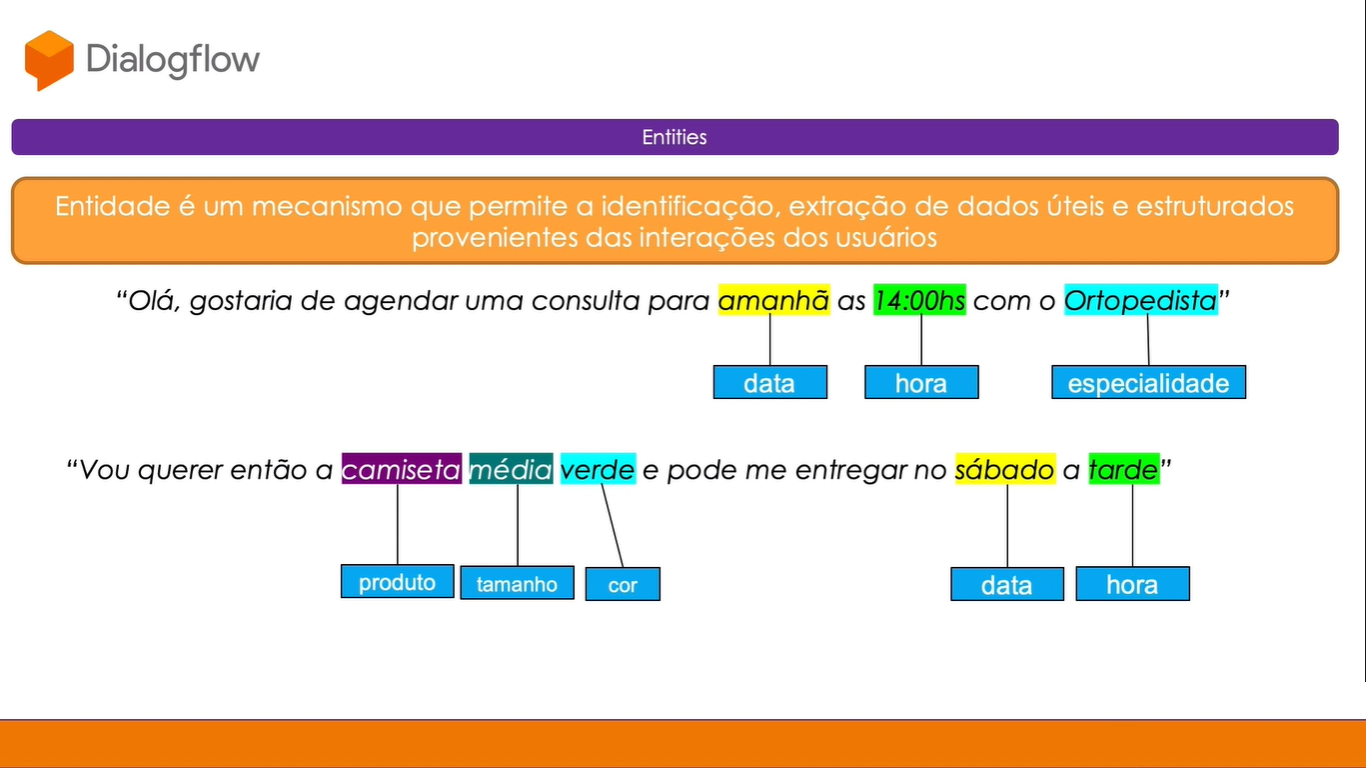 Dialogflow
Entities
Entidade é um mecanismo que permite a identificação, extração de dados úteis e estruturados
provenientes das interações dos usuários
“Olá, gostaria de agendar uma consulta para amanhã as 14:00hs com o Ortopedista”
data hora especialidade
“Vou querer então a camiseta média verde e pode me entregar no sábado a tarde”
produto tamanho cor data hora